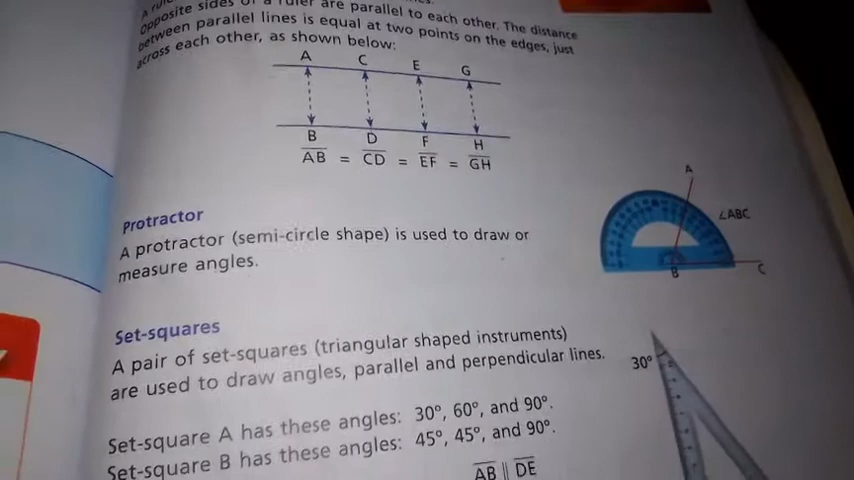 opposite sides of a ruler are parallel to each other. The distance
between parallel lines is equal at two points on the edges, just
across each other, as shown below:
A C E G
B D F H
AB = CD = EF = GH
Protractor
A protractor (semi-circle shape) is used to draw or
measure angles.
A
∠ABC
B C
Set-squares
A pair of set-squares (triangular shaped instruments)
are used to draw angles, parallel and perpendicular lines.
30°
Set-square A has these angles: 30°, 60°, and 90°.
Set-square B has these angles: 45°, 45°, and 90°.
AB || DE